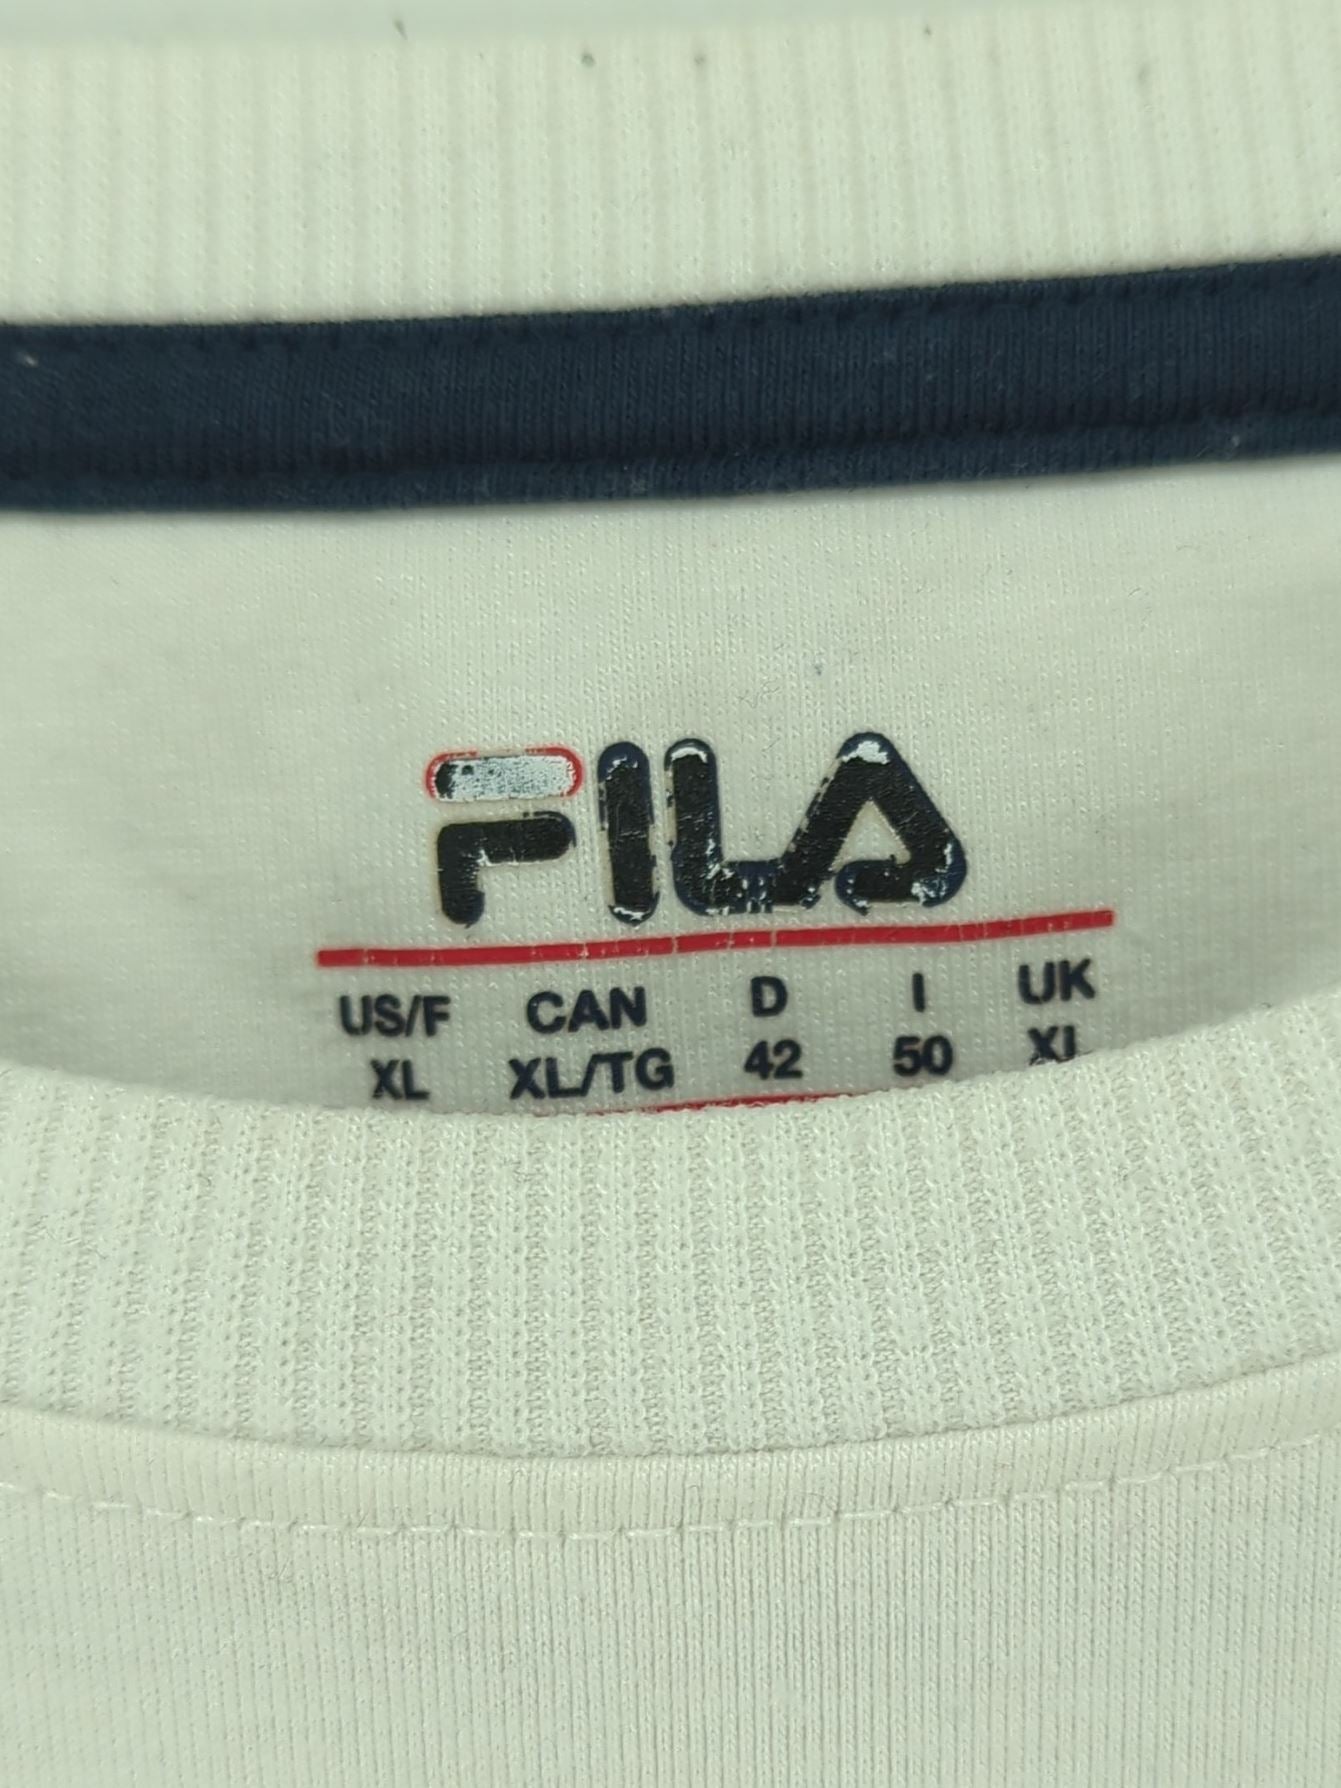 FILA
US/F CAN D I UK
XL XL/TG 42 50 XL